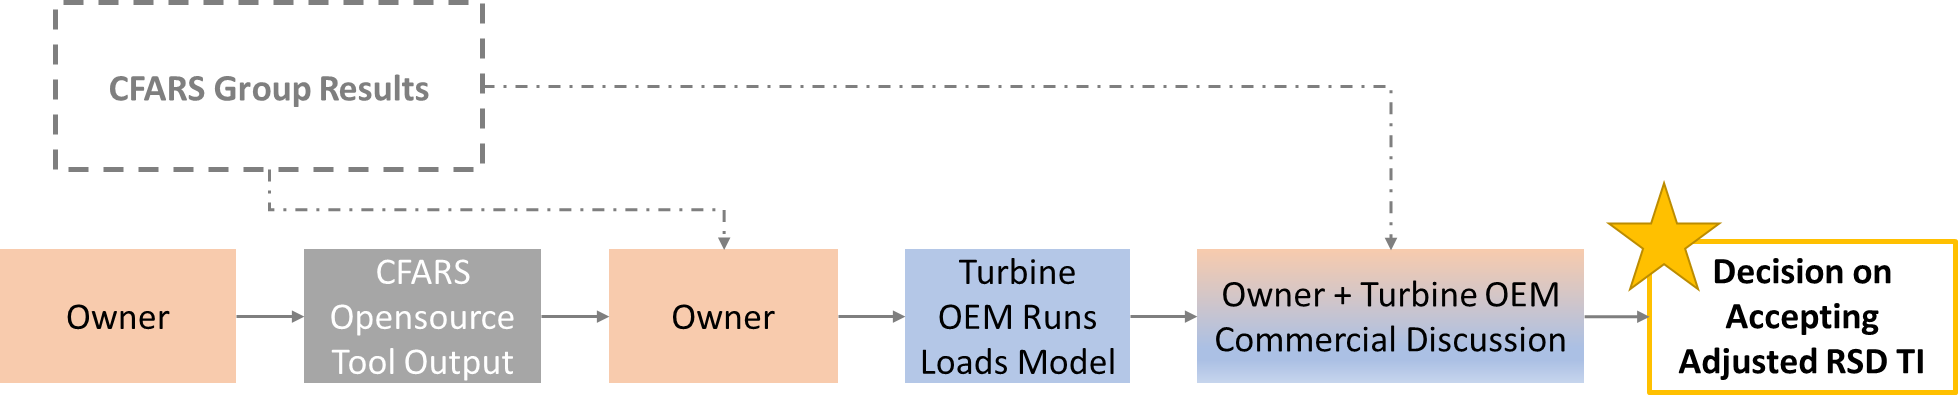 CFARS Group Results
Owner
CFARS
Opensource
Tool Output
Owner
Turbine
OEM Runs
Loads Model
Owner + Turbine OEM
Commercial Discussion
Decision on
Accepting
Adjusted RSD TI